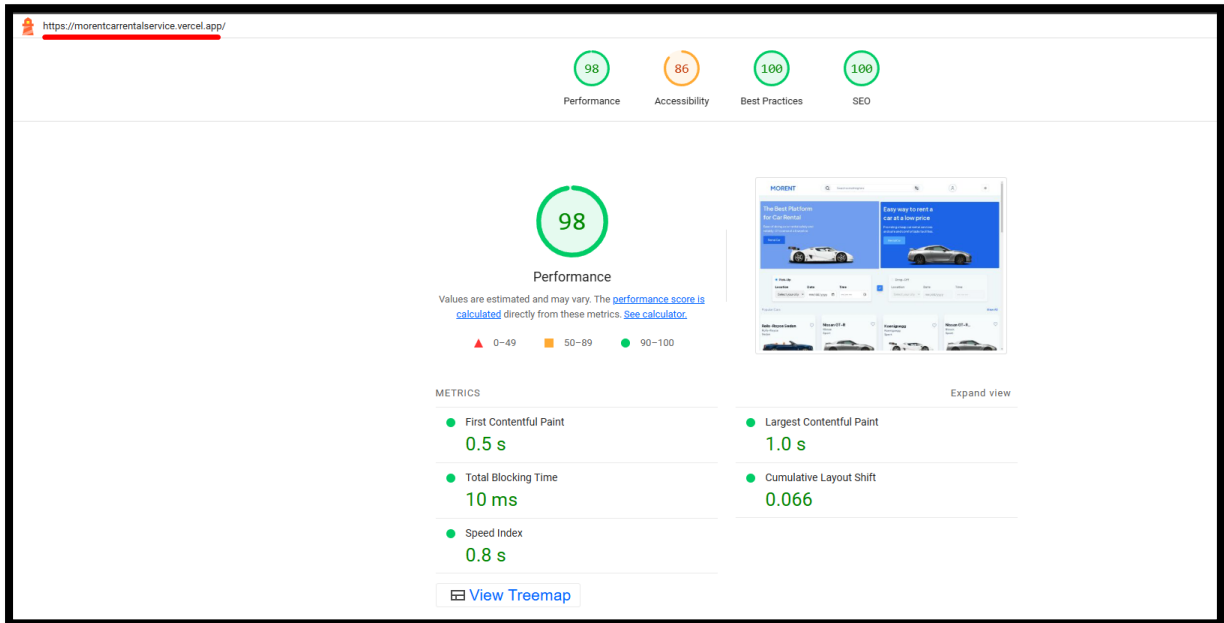 https://morentcarrentalservice.vercel.app/
98
86
100
100
Performance
Accessibility
Best Practices
SEO
98
Performance
Values are estimated and may vary. The performance score is
calculated directly from these metrics. See calculator.
0–49
50–89
90–100
MORENT
The Best Platform
for Car Rental
Easy way to rent a
car at a low price
METRICS
Expand view
First Contentful Paint
0.5 s
Largest Contentful Paint
1.0 s
Total Blocking Time
10 ms
Cumulative Layout Shift
0.066
Speed Index
0.8 s
View Treemap